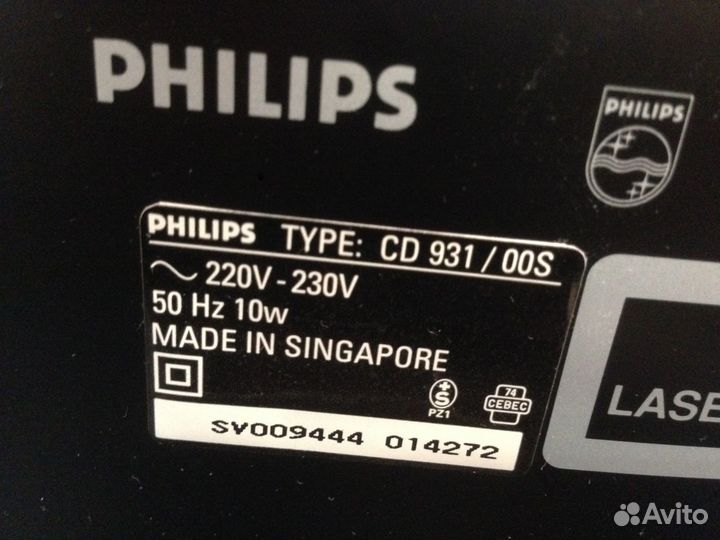 PHILIPS
PHILIPS
PHILIPS TYPE: CD 931 / 00S
~ 220V - 230V
50 Hz 10w
MADE IN SINGAPORE
S
PZ1
74
CEBEC
SV009444 014272
LASE
Avito